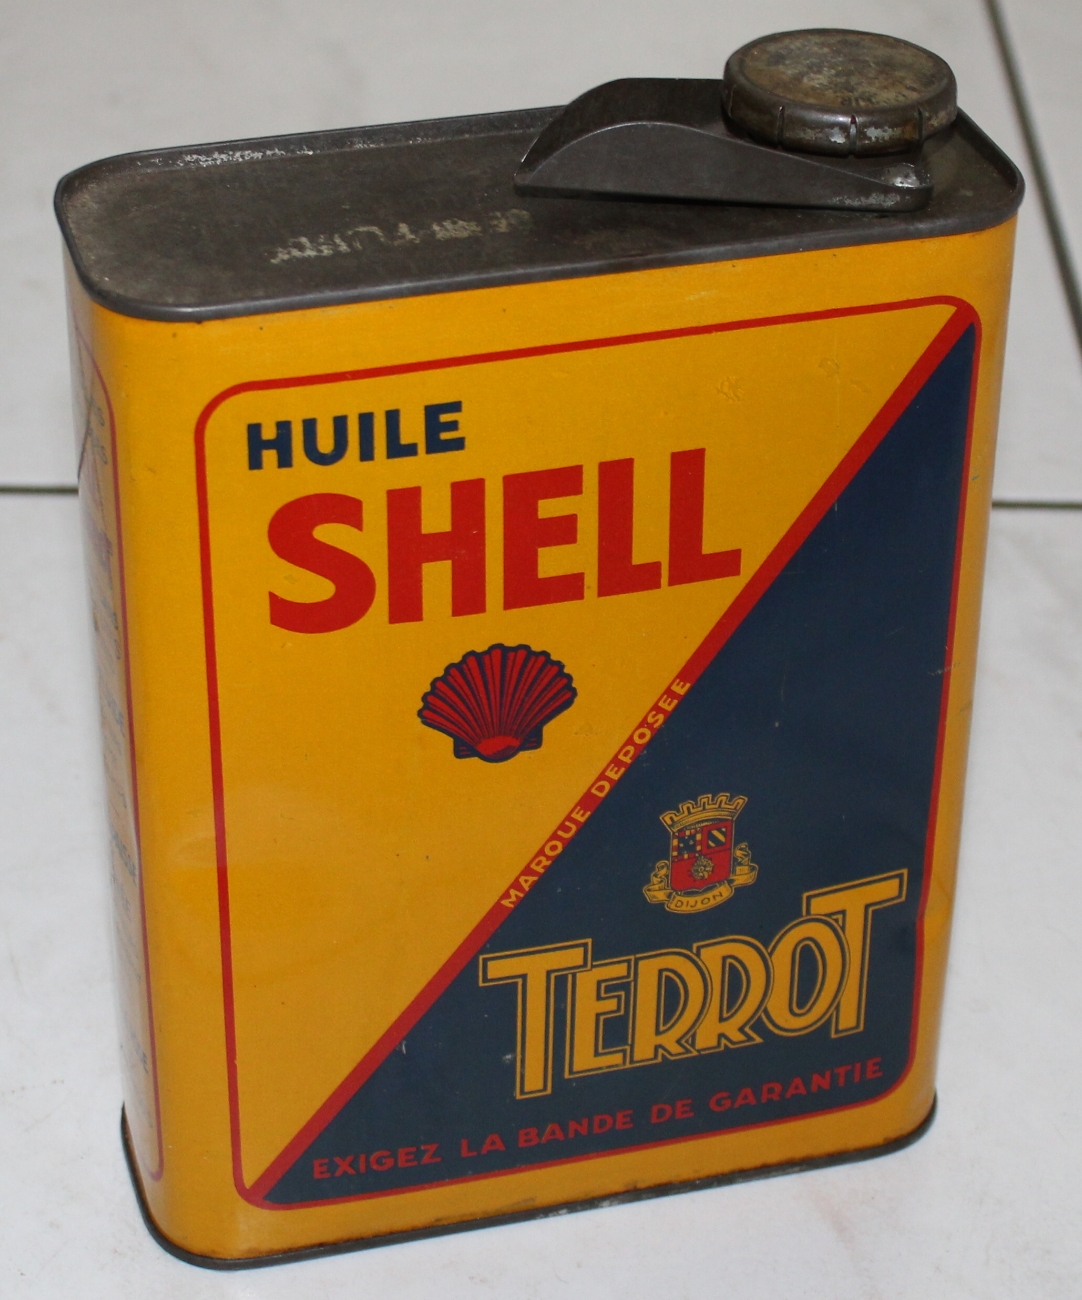 HUILE
SHELL
MARQUE DEPOSEE
DIJON
TERROT
EXIGEZ LA BANDE DE GARANTIE